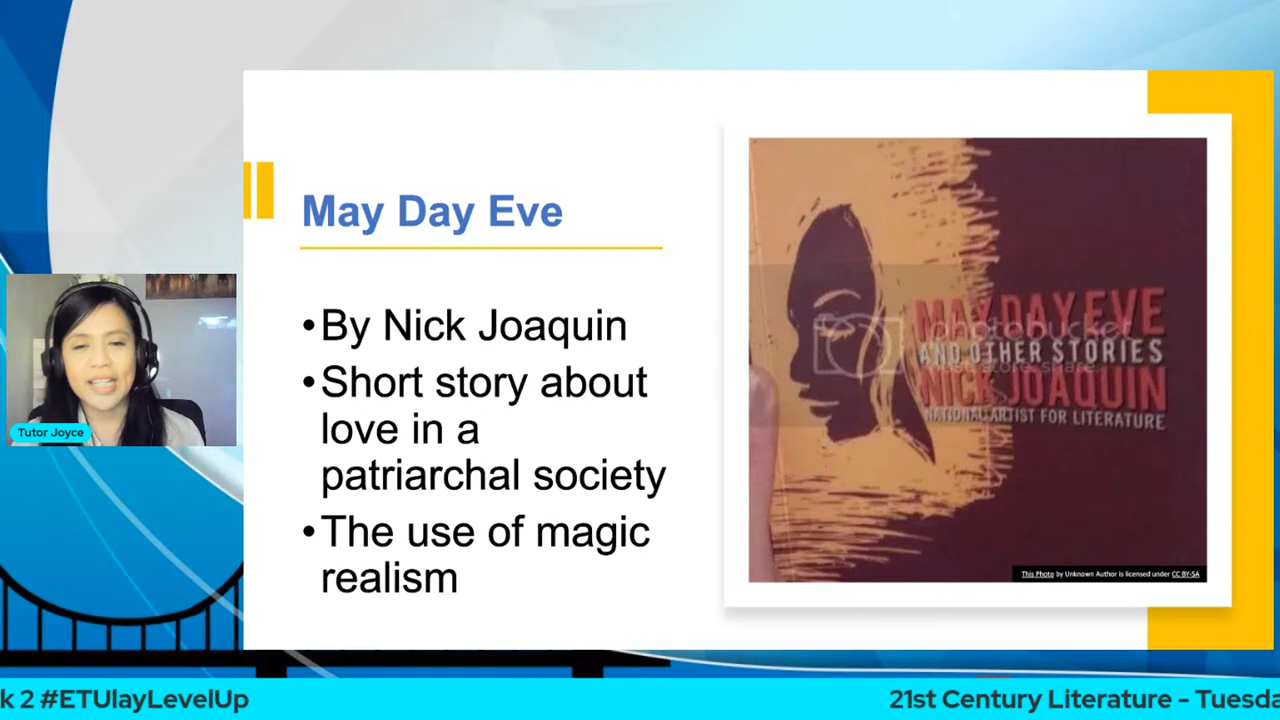 May Day Eve
•By Nick Joaquin
•Short story about
love in a
patriarchal society
•The use of magic
realism
MAY DAY EVE
AND OTHER STORIES
NICK JOAQUIN
NATIONAL ARTIST FOR LITERATURE
photobucket
This Photo by Unknown Author is licensed under CC BY-SA
Tutor Joyce
k 2 #ETUlayLevelUp
21st Century Literature - Tuesda